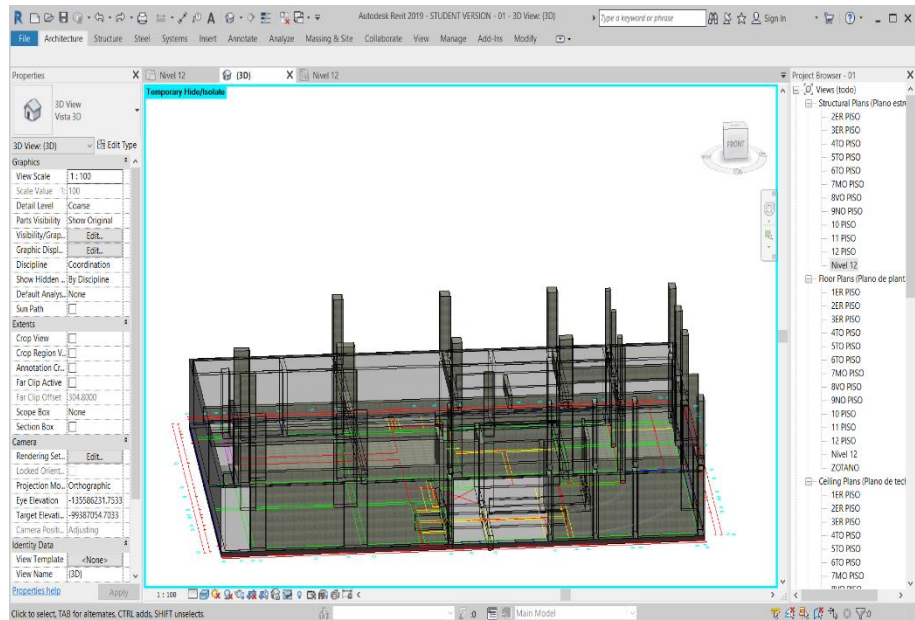 Autodesk Revit 2019 - STUDENT VERSION - 01 - 3D View: {3D}
Type a keyword or phrase
Sign In
File Architecture Structure Steel Systems Insert Annotate Analyze Massing & Site Collaborate View Manage Add-Ins Modify
Properties X
3D View
Vista 3D
3D View: {3D} Edit Type
Graphics
View Scale 1 : 100
Scale Value 1: 100
Detail Level Coarse
Parts Visibility Show Original
Visibility/Grap... Edit...
Graphic Displ... Edit...
Discipline Coordination
Show Hidden ... By Discipline
Default Analys... None
Sun Path
Extents
Crop View
Crop Region V...
Annotation Cr...
Far Clip Active
Far Clip Offset 304.8000
Scope Box None
Section Box
Camera
Rendering Set... Edit...
Locked Orient...
Projection Mo... Orthographic
Eye Elevation -135586231.7533
Target Elevati... -99387054.7033
Camera Positi... Adjusting
Identity Data
View Template <None>
View Name {3D}
Properties help Apply
Nivel 12 {3D} X Nivel 12
Temporary Hide/Isolate
FRONT
1 : 100
Project Browser - 01 X
Views (todo)
Structural Plans (Plano estr
2ER PISO
3ER PISO
4TO PISO
5TO PISO
6TO PISO
7MO PISO
8VO PISO
9NO PISO
10 PISO
11 PISO
12 PISO
Nivel 12
Floor Plans (Plano de plant
1ER PISO
2ER PISO
3ER PISO
4TO PISO
5TO PISO
6TO PISO
7MO PISO
8VO PISO
9NO PISO
10 PISO
11 PISO
12 PISO
Nivel 12
ZOTANO
Ceiling Plans (Plano de tecl
1ER PISO
2ER PISO
3ER PISO
4TO PISO
5TO PISO
6TO PISO
7MO PISO
Click to select, TAB for alternates, CTRL adds, SHIFT unselects.
:0 Main Model :0